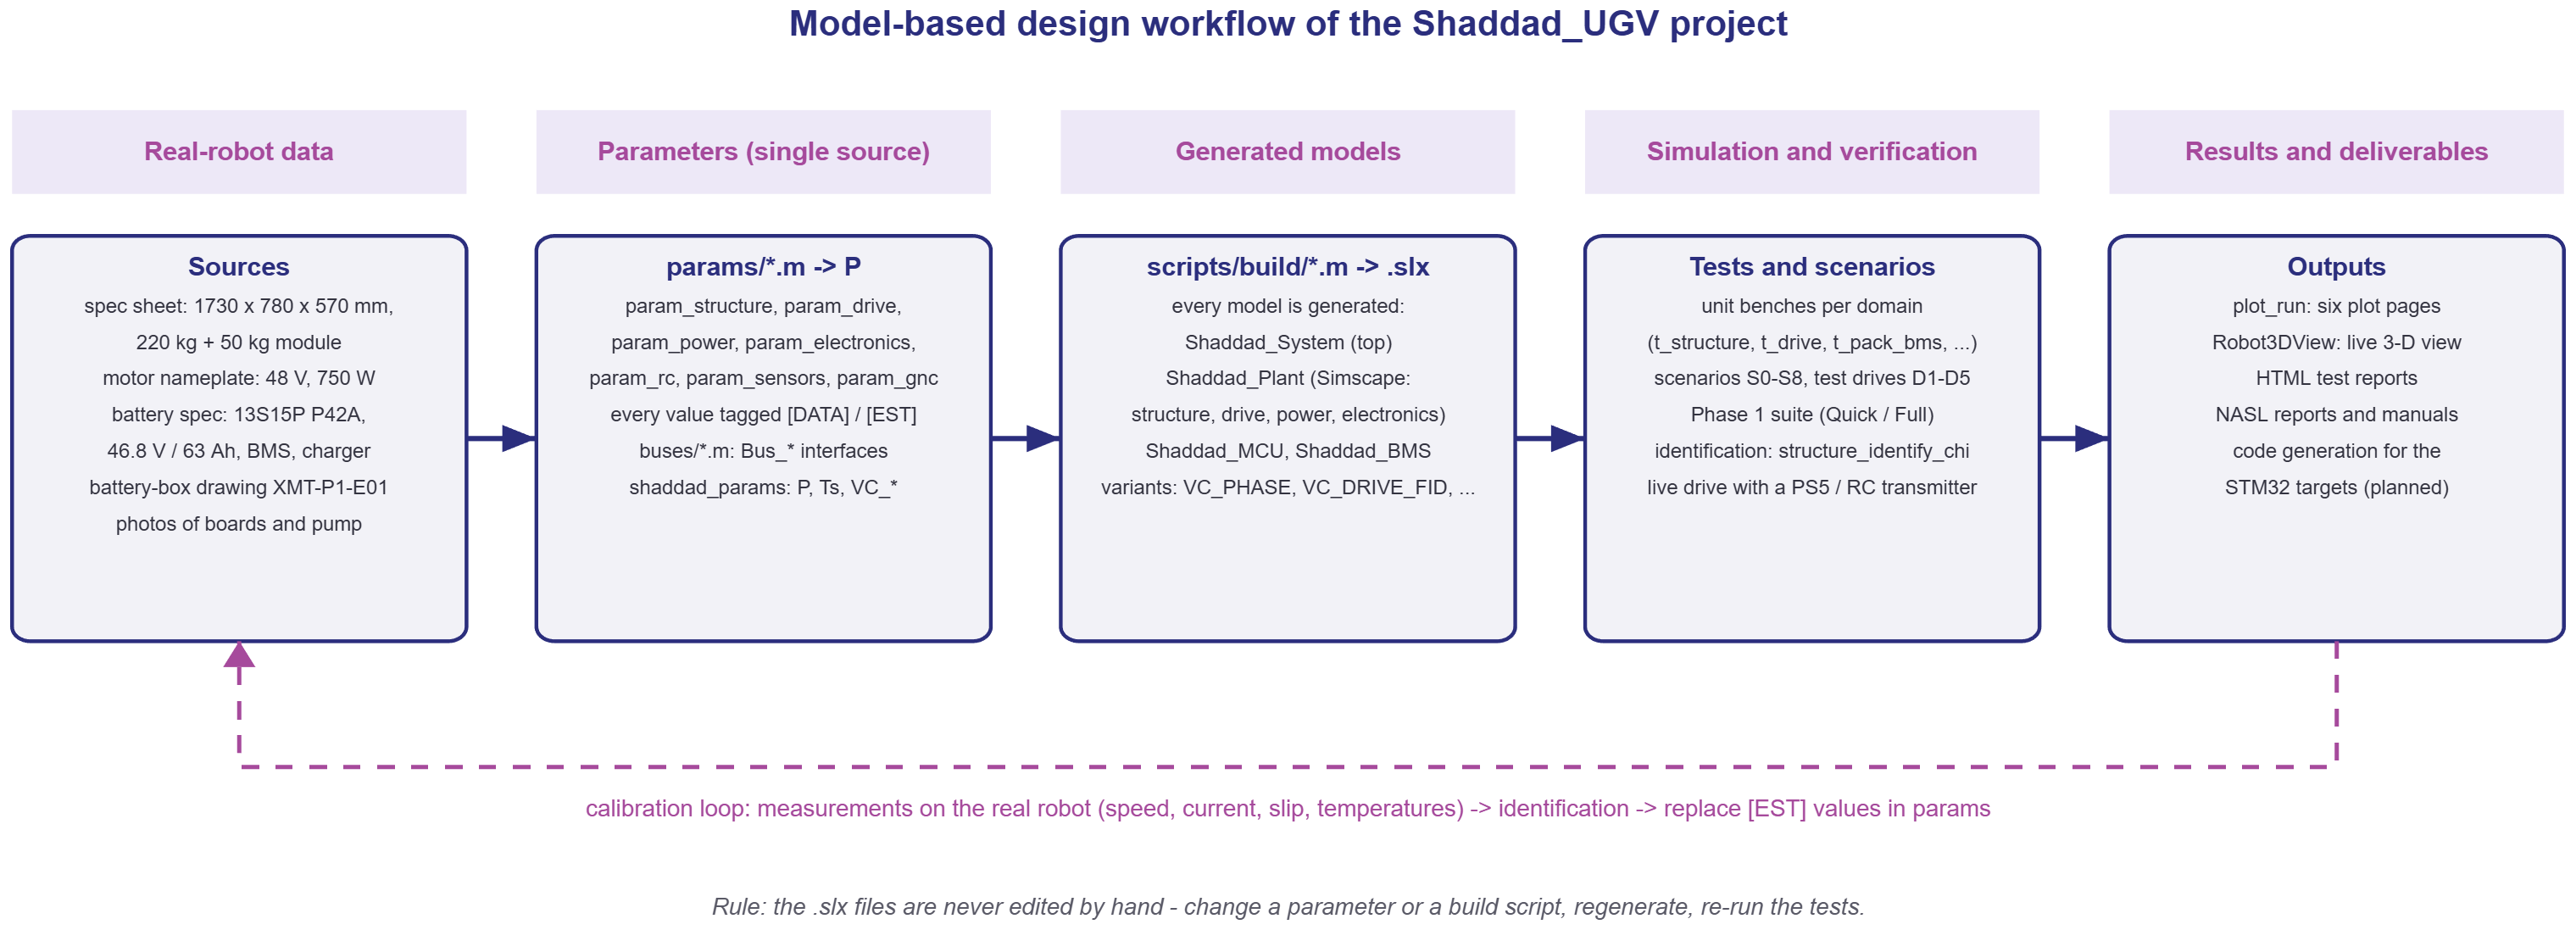 Model-based design workflow of the Shaddad_UGV project
Real-robot data
Parameters (single source)
Generated models
Simulation and verification
Results and deliverables
Sources
spec sheet: 1730 x 780 x 570 mm,
220 kg + 50 kg module
motor nameplate: 48 V, 750 W
battery spec: 13S15P P42A,
46.8 V / 63 Ah, BMS, charger
battery-box drawing XMT-P1-E01
photos of boards and pump
params/*.m -> P
param_structure, param_drive,
param_power, param_electronics,
param_rc, param_sensors, param_gnc
every value tagged [DATA] / [EST]
buses/*.m: Bus_* interfaces
shaddad_params: P, Ts, VC_*
scripts/build/*.m -> .slx
every model is generated:
Shaddad_System (top)
Shaddad_Plant (Simscape:
structure, drive, power, electronics)
Shaddad_MCU, Shaddad_BMS
variants: VC_PHASE, VC_DRIVE_FID, ...
Tests and scenarios
unit benches per domain
(t_structure, t_drive, t_pack_bms, ...)
scenarios S0-S8, test drives D1-D5
Phase 1 suite (Quick / Full)
identification: structure_identify_chi
live drive with a PS5 / RC transmitter
Outputs
plot_run: six plot pages
Robot3DView: live 3-D view
HTML test reports
NASL reports and manuals
code generation for the
STM32 targets (planned)
calibration loop: measurements on the real robot (speed, current, slip, temperatures) -> identification -> replace [EST] values in params
Rule: the .slx files are never edited by hand - change a parameter or a build script, regenerate, re-run the tests.